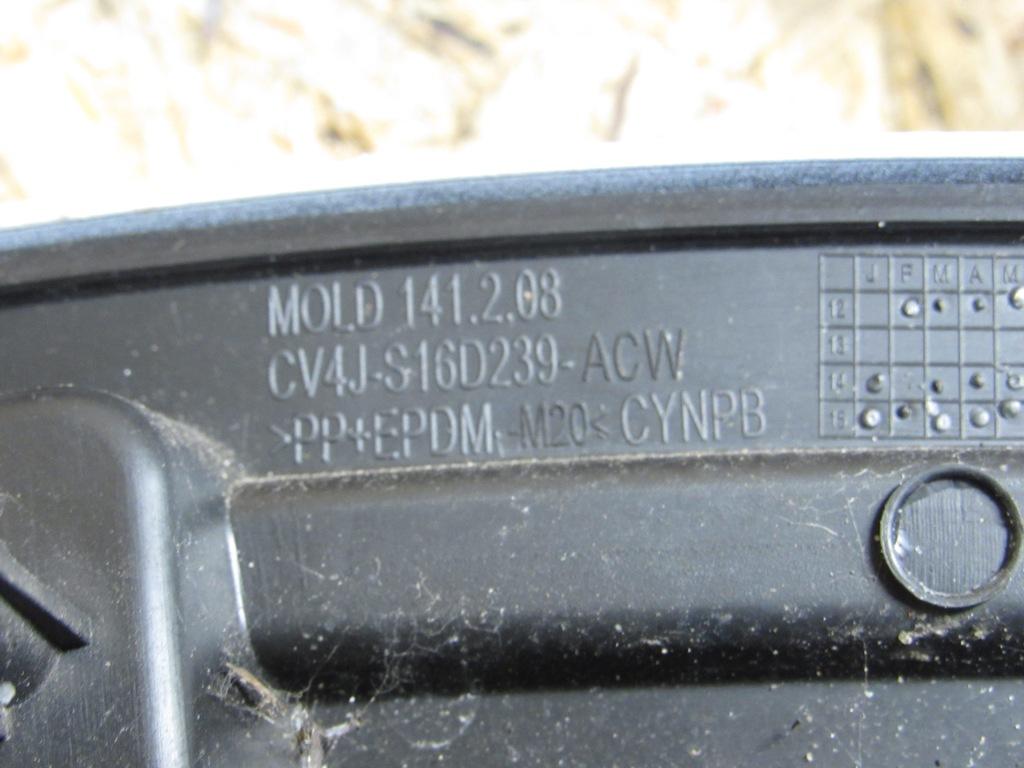 MOLD 141.2.08
CV4J-S16D239-ACW
>PP+EPDM-M20< CYNPB
J F M A M
12
13
14
15